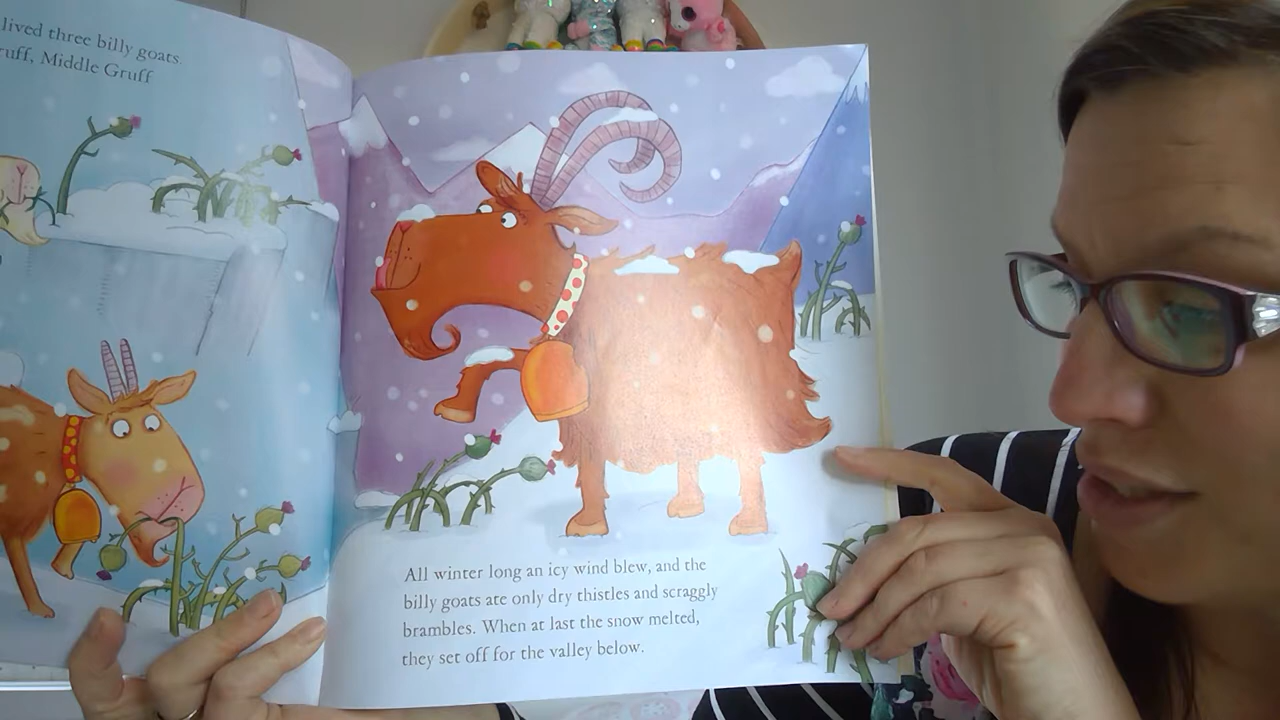 lived three billy goats.
ruff, Middle Gruff
All winter long an icy wind blew, and the
billy goats ate only dry thistles and scraggly
brambles. When at last the snow melted,
they set off for the valley below.